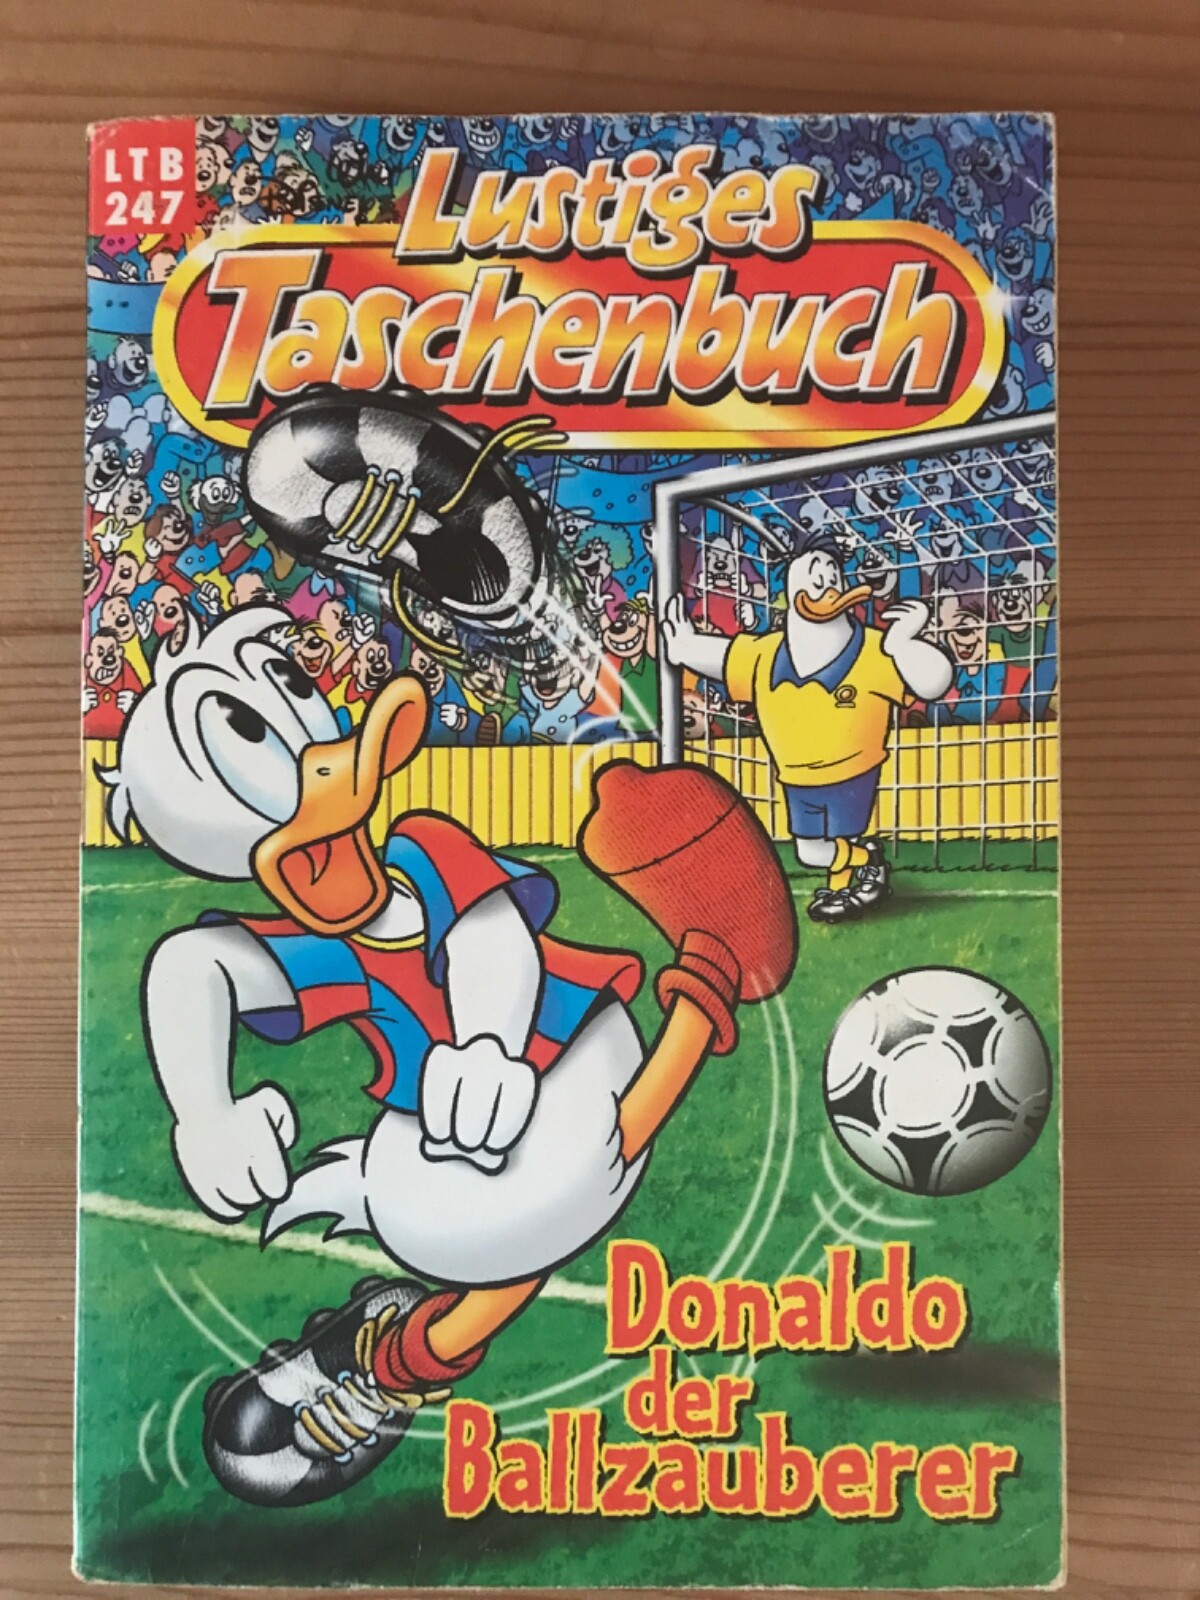 LTB
247
Lustiges
Taschenbuch
Donaldo
der
Ballzauberer